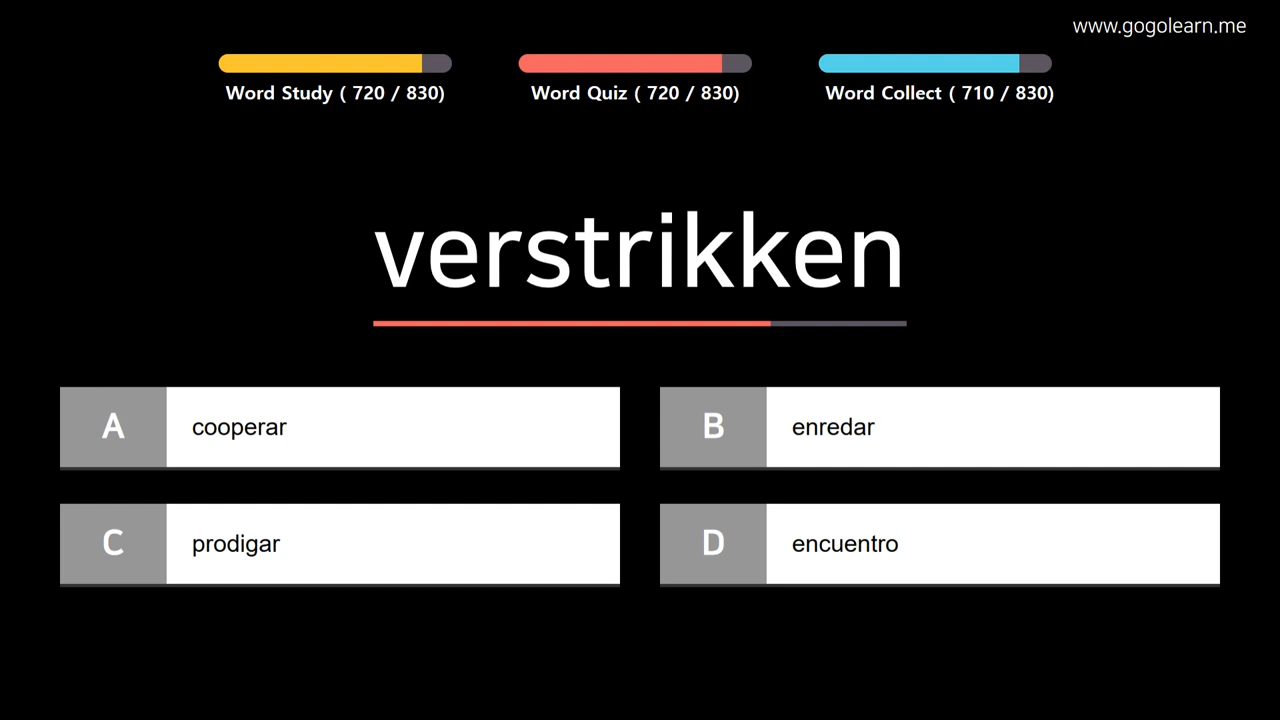 www.gogolearn.me
Word Study ( 720 / 830)
Word Quiz ( 720 / 830)
Word Collect ( 710 / 830)
verstrikken
A cooperar
B enredar
C prodigar
D encuentro